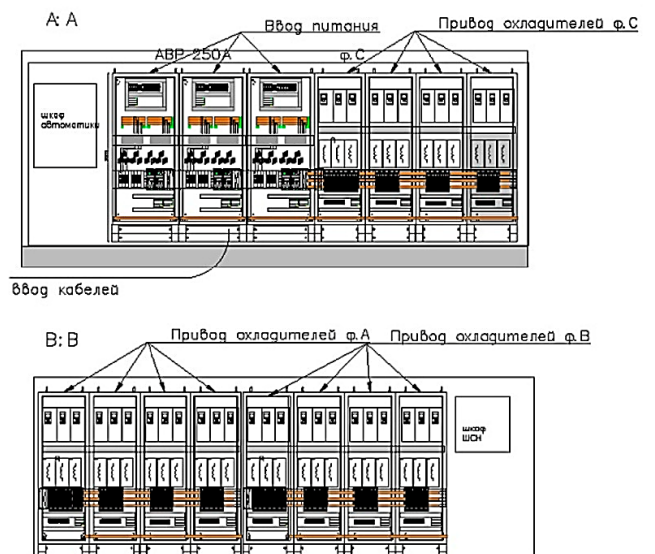 А: А
Ввод питания
Привод охладителей ф.С
АВР-250А
ф.С
шкаф
автоматики
ввод кабелей
В: В
Привод охладителей ф.А
Привод охладителей ф.В
шкаф
ШСН